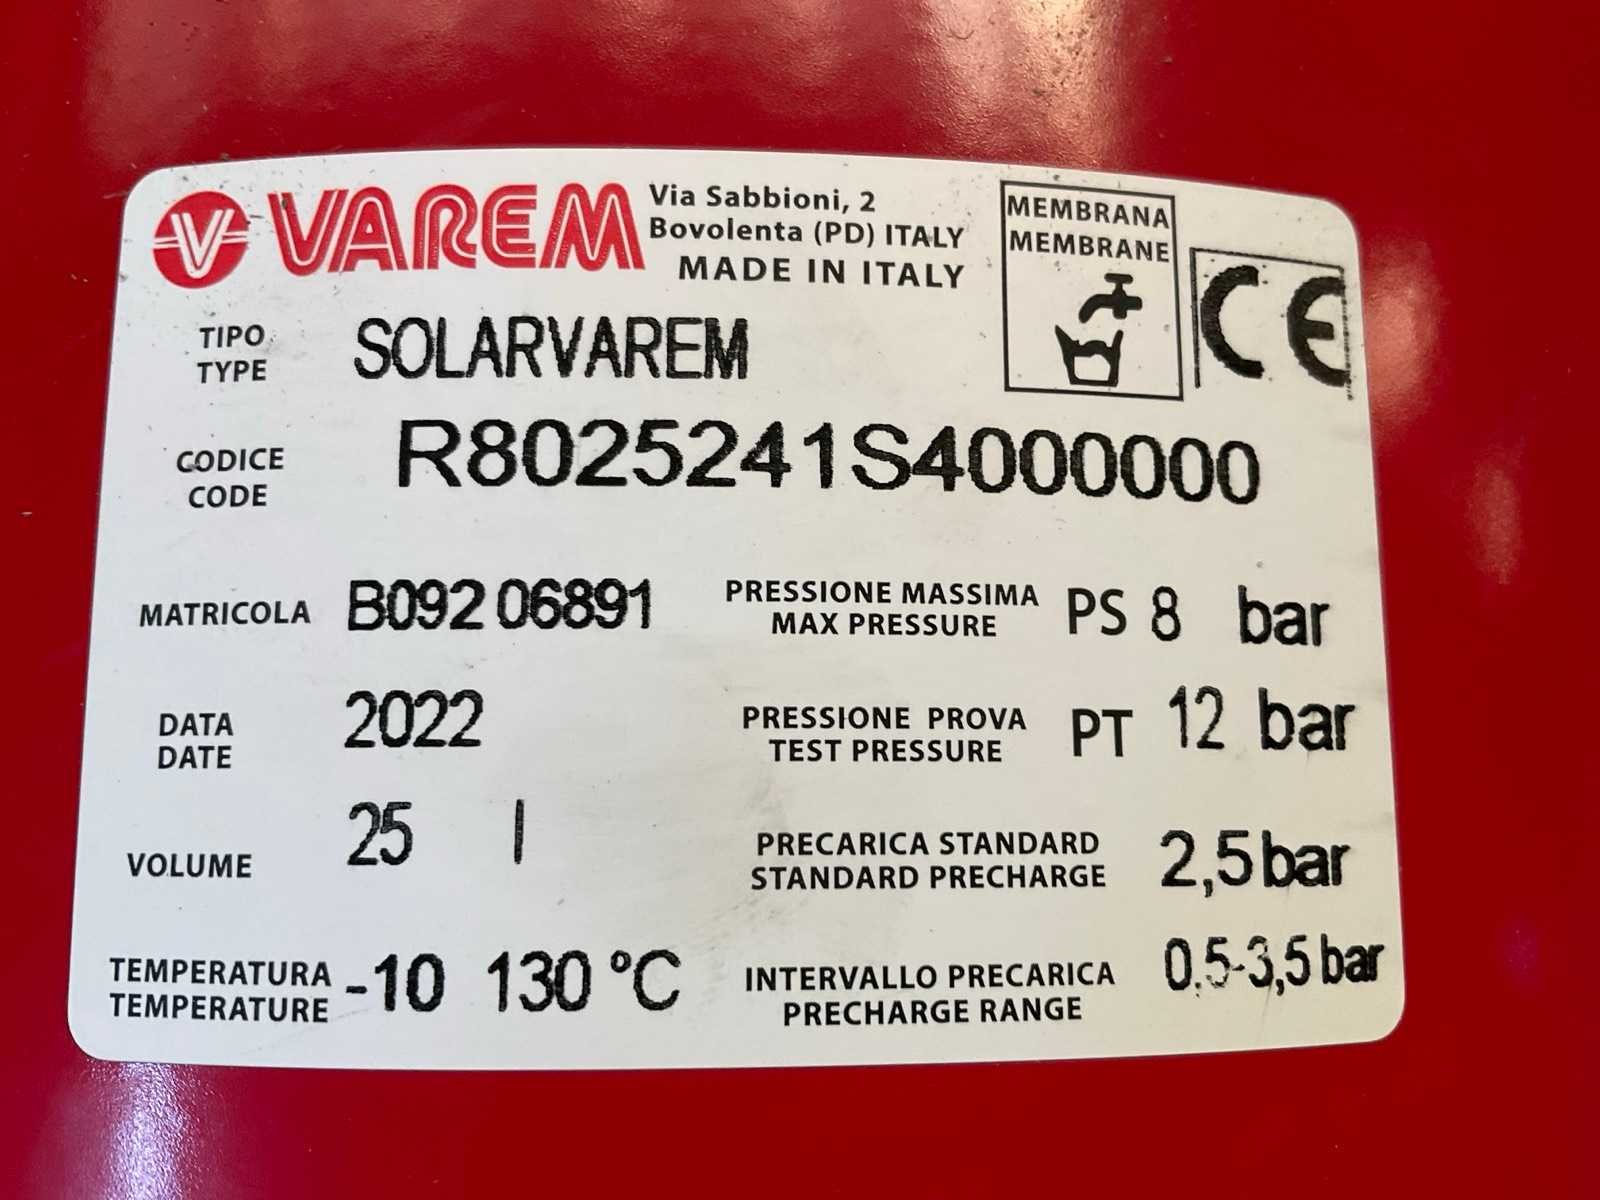 VAREM
Via Sabbioni, 2
Bovolenta (PD) ITALY
MADE IN ITALY
MEMBRANA
MEMBRANE
CE
TIPO
TYPE
SOLARVAREM
CODICE
CODE
R8025241S4000000
MATRICOLA
B092 06891
PRESSIONE MASSIMA
MAX PRESSURE
PS 8 bar
DATA
DATE
2022
PRESSIONE PROVA
TEST PRESSURE
PT 12 bar
VOLUME
25 l
PRECARICA STANDARD
STANDARD PRECHARGE
2,5 bar
TEMPERATURA
TEMPERATURE
-10 130 °C
INTERVALLO PRECARICA
PRECHARGE RANGE
0.5-3,5 bar